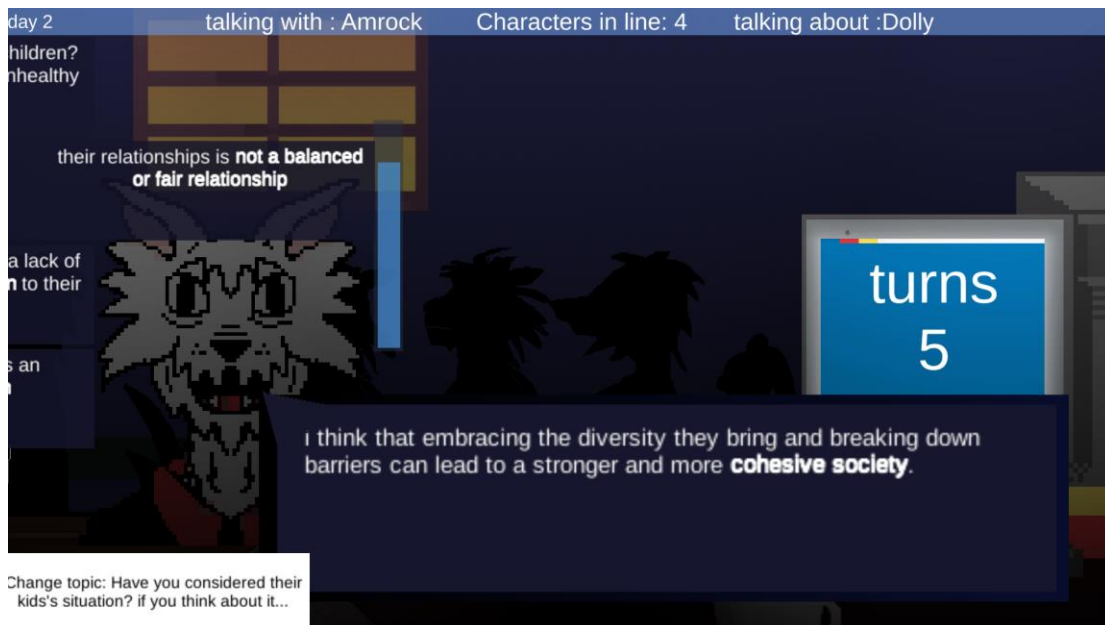 day 2
talking with : Amrock
Characters in line: 4
talking about :Dolly
children?
nhealthy
their relationships is not a balanced
or fair relationship
a lack of
to their
s an
turns
5
i think that embracing the diversity they bring and breaking down
barriers can lead to a stronger and more cohesive society.
Change topic: Have you considered their
kids's situation? if you think about it...